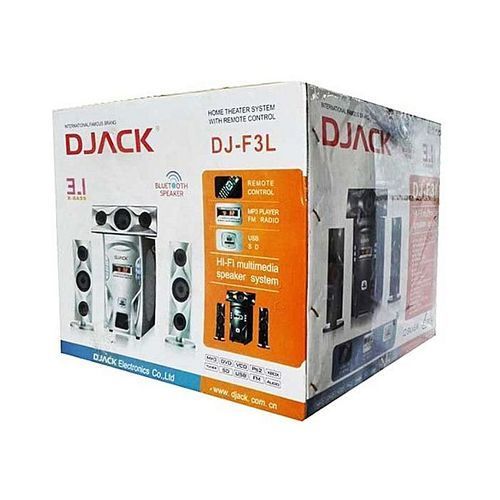 INTERNATIONAL FAMOUS BRAND
DJACK
HOME THEATER SYSTEM
WITH REMOTE CONTROL
DJ-F3L
3.1
X-BASS
BLUETOOTH
SPEAKER
REMOTE
CONTROL
MP3 PLAYER
FM RADIO
USB
S D
HI-FI multimedia
speaker system
DJACK
DJACK Electronics Co.,Ltd
MP3 DVD VCD PS2 XBOX
SD USB FM AUDIO
www. djack. com. cn
3.1
DJ-F3L